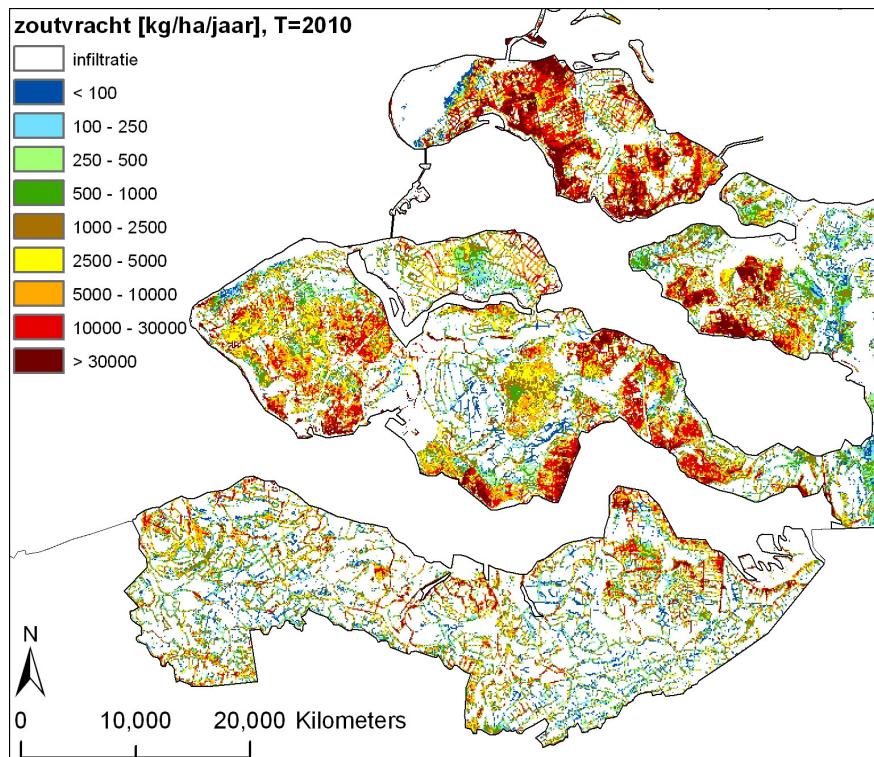 zoutvracht [kg/ha/jaar], T=2010
infiltratie
< 100
100 - 250
250 - 500
500 - 1000
1000 - 2500
2500 - 5000
5000 - 10000
10000 - 30000
> 30000
N
0 10,000 20,000 Kilometers